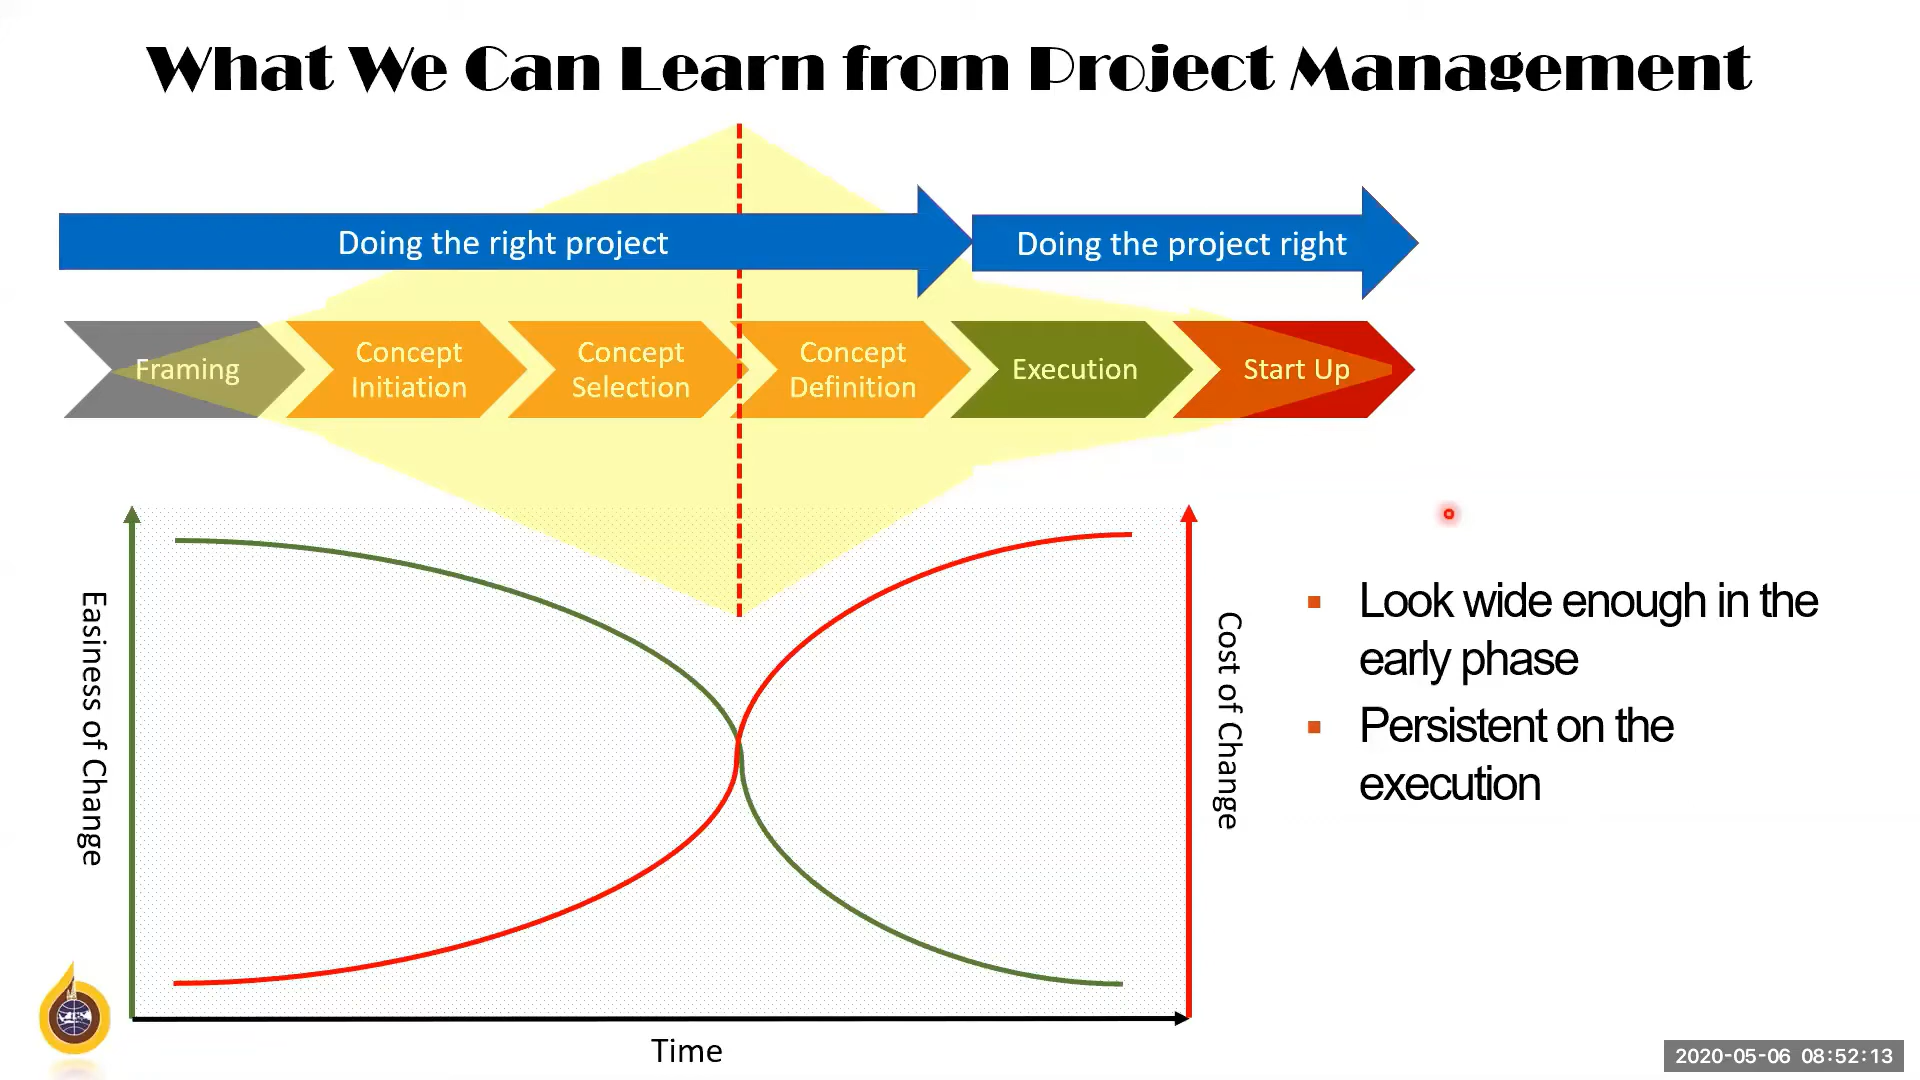 What We Can Learn from Project Management
Doing the right project
Doing the project right
Framing
Concept
Initiation
Concept
Selection
Concept
Definition
Execution
Start Up
Easiness of Change
Cost of Change
Time
Look wide enough in the
early phase
Persistent on the
execution
2020-05-06 08:52:13